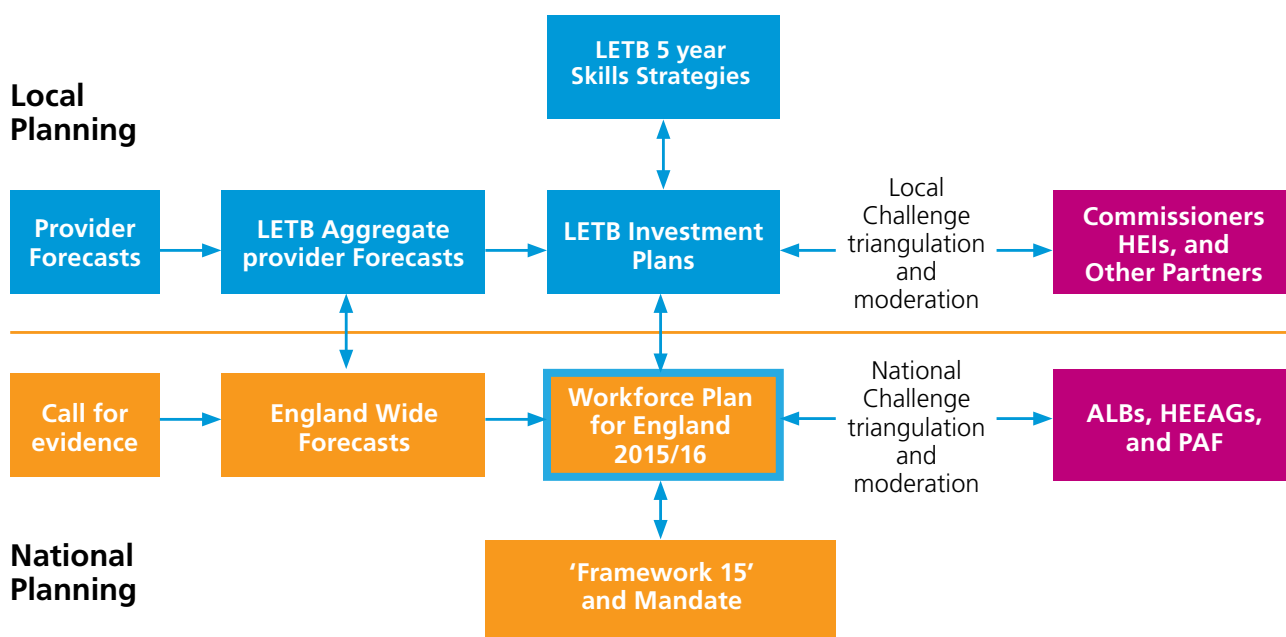 LETB 5 year
Skills Strategies
Local
Planning
Provider
Forecasts
LETB Aggregate
provider Forecasts
LETB Investment
Plans
Local
Challenge
triangulation
and
moderation
Commissioners
HEIs, and
Other Partners
Call for
evidence
England Wide
Forecasts
Workforce Plan
for England
2015/16
National
Challenge
triangulation
and
moderation
ALBs, HEEAGs,
and PAF
National
Planning
‘Framework 15’
and Mandate